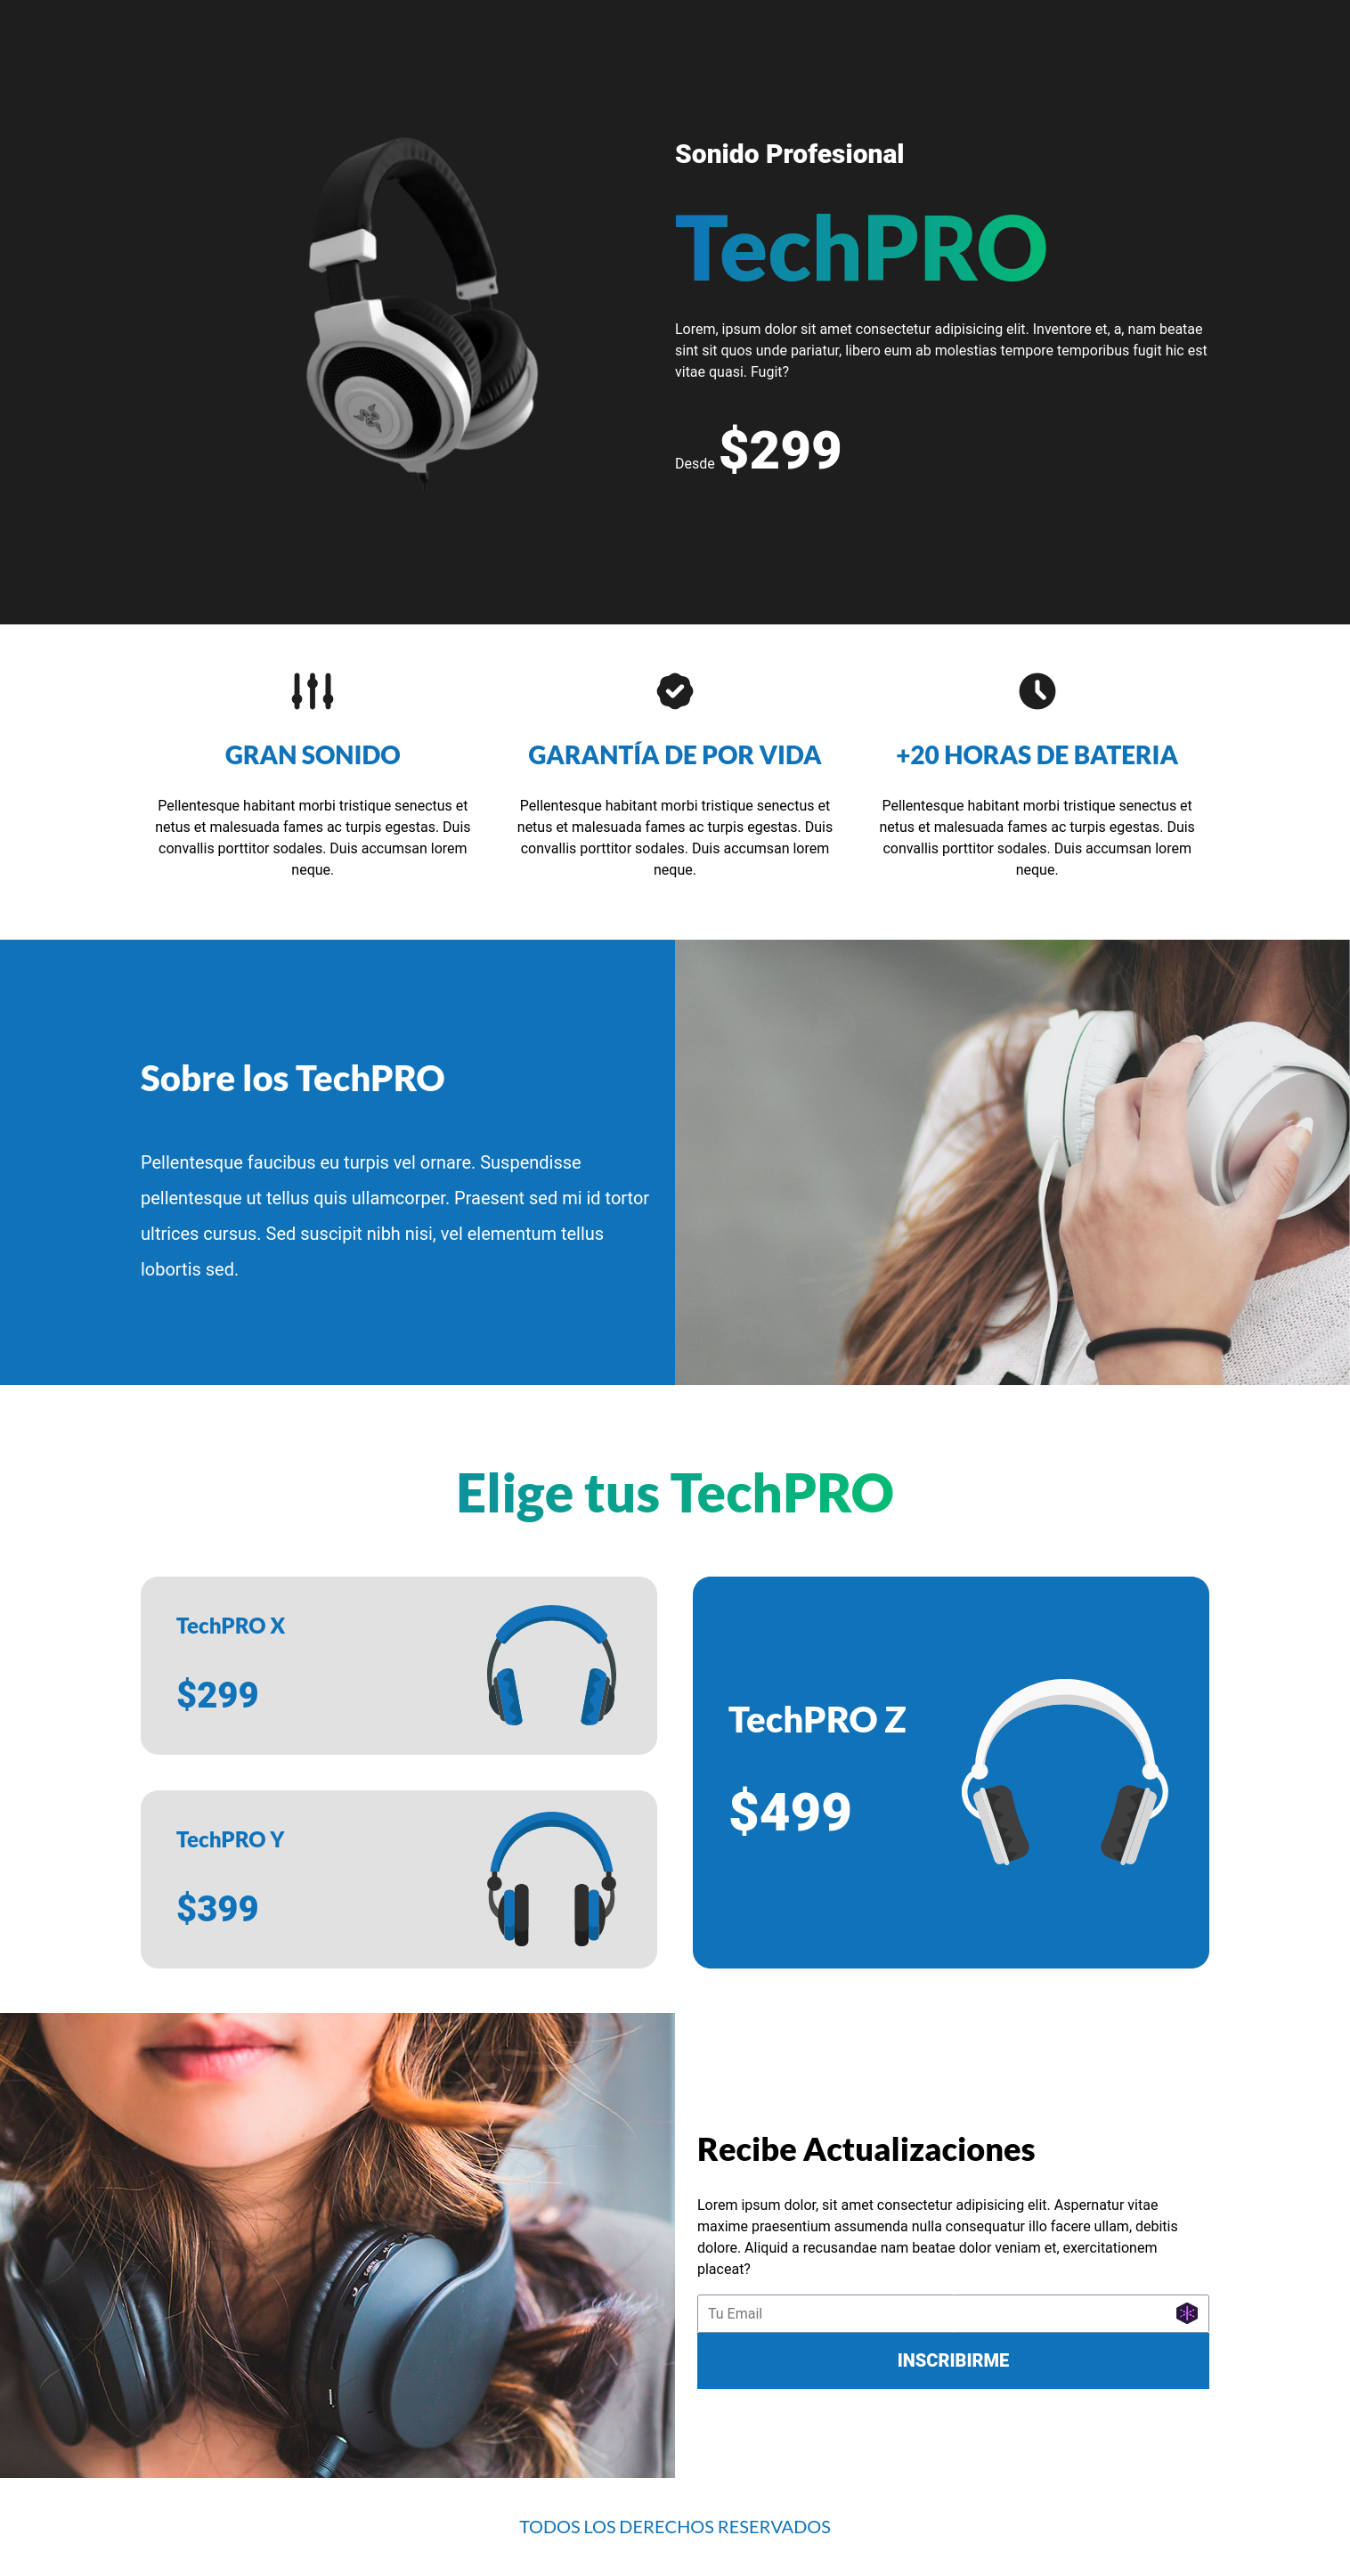 Sonido Profesional
TechPRO
Lorem, ipsum dolor sit amet consectetur adipisicing elit. Inventore et, a, nam beatae
sint sit quos unde pariatur, libero eum ab molestias tempore temporibus fugit hic est
vitae quasi. Fugit?
Desde $299
GRAN SONIDO
Pellentesque habitant morbi tristique senectus et
netus et malesuada fames ac turpis egestas. Duis
convallis porttitor sodales. Duis accumsan lorem
neque.
GARANTÍA DE POR VIDA
Pellentesque habitant morbi tristique senectus et
netus et malesuada fames ac turpis egestas. Duis
convallis porttitor sodales. Duis accumsan lorem
neque.
+20 HORAS DE BATERIA
Pellentesque habitant morbi tristique senectus et
netus et malesuada fames ac turpis egestas. Duis
convallis porttitor sodales. Duis accumsan lorem
neque.
Sobre los TechPRO
Pellentesque faucibus eu turpis vel ornare. Suspendisse
pellentesque ut tellus quis ullamcorper. Praesent sed mi id tortor
ultrices cursus. Sed suscipit nibh nisi, vel elementum tellus
lobortis sed.
Elige tus TechPRO
TechPRO X
$299
TechPRO Y
$399
TechPRO Z
$499
Recibe Actualizaciones
Lorem ipsum dolor, sit amet consectetur adipisicing elit. Aspernatur vitae
maxime praesentium assumenda nulla consequatur illo facere ullam, debitis
dolore. Aliquid a recusandae nam beatae dolor veniam et, exercitationem
placeat?
Tu Email
INSCRIBIRME
TODOS LOS DERECHOS RESERVADOS